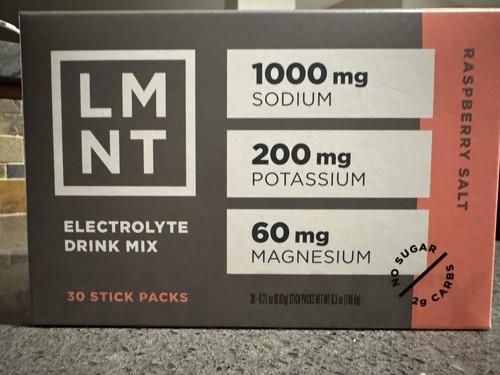 LM
NT
ELECTROLYTE
DRINK MIX
30 STICK PACKS
1000 mg
SODIUM
200 mg
POTASSIUM
60 mg
MAGNESIUM
RASPBERRY SALT
NO SUGAR
2g CARBS